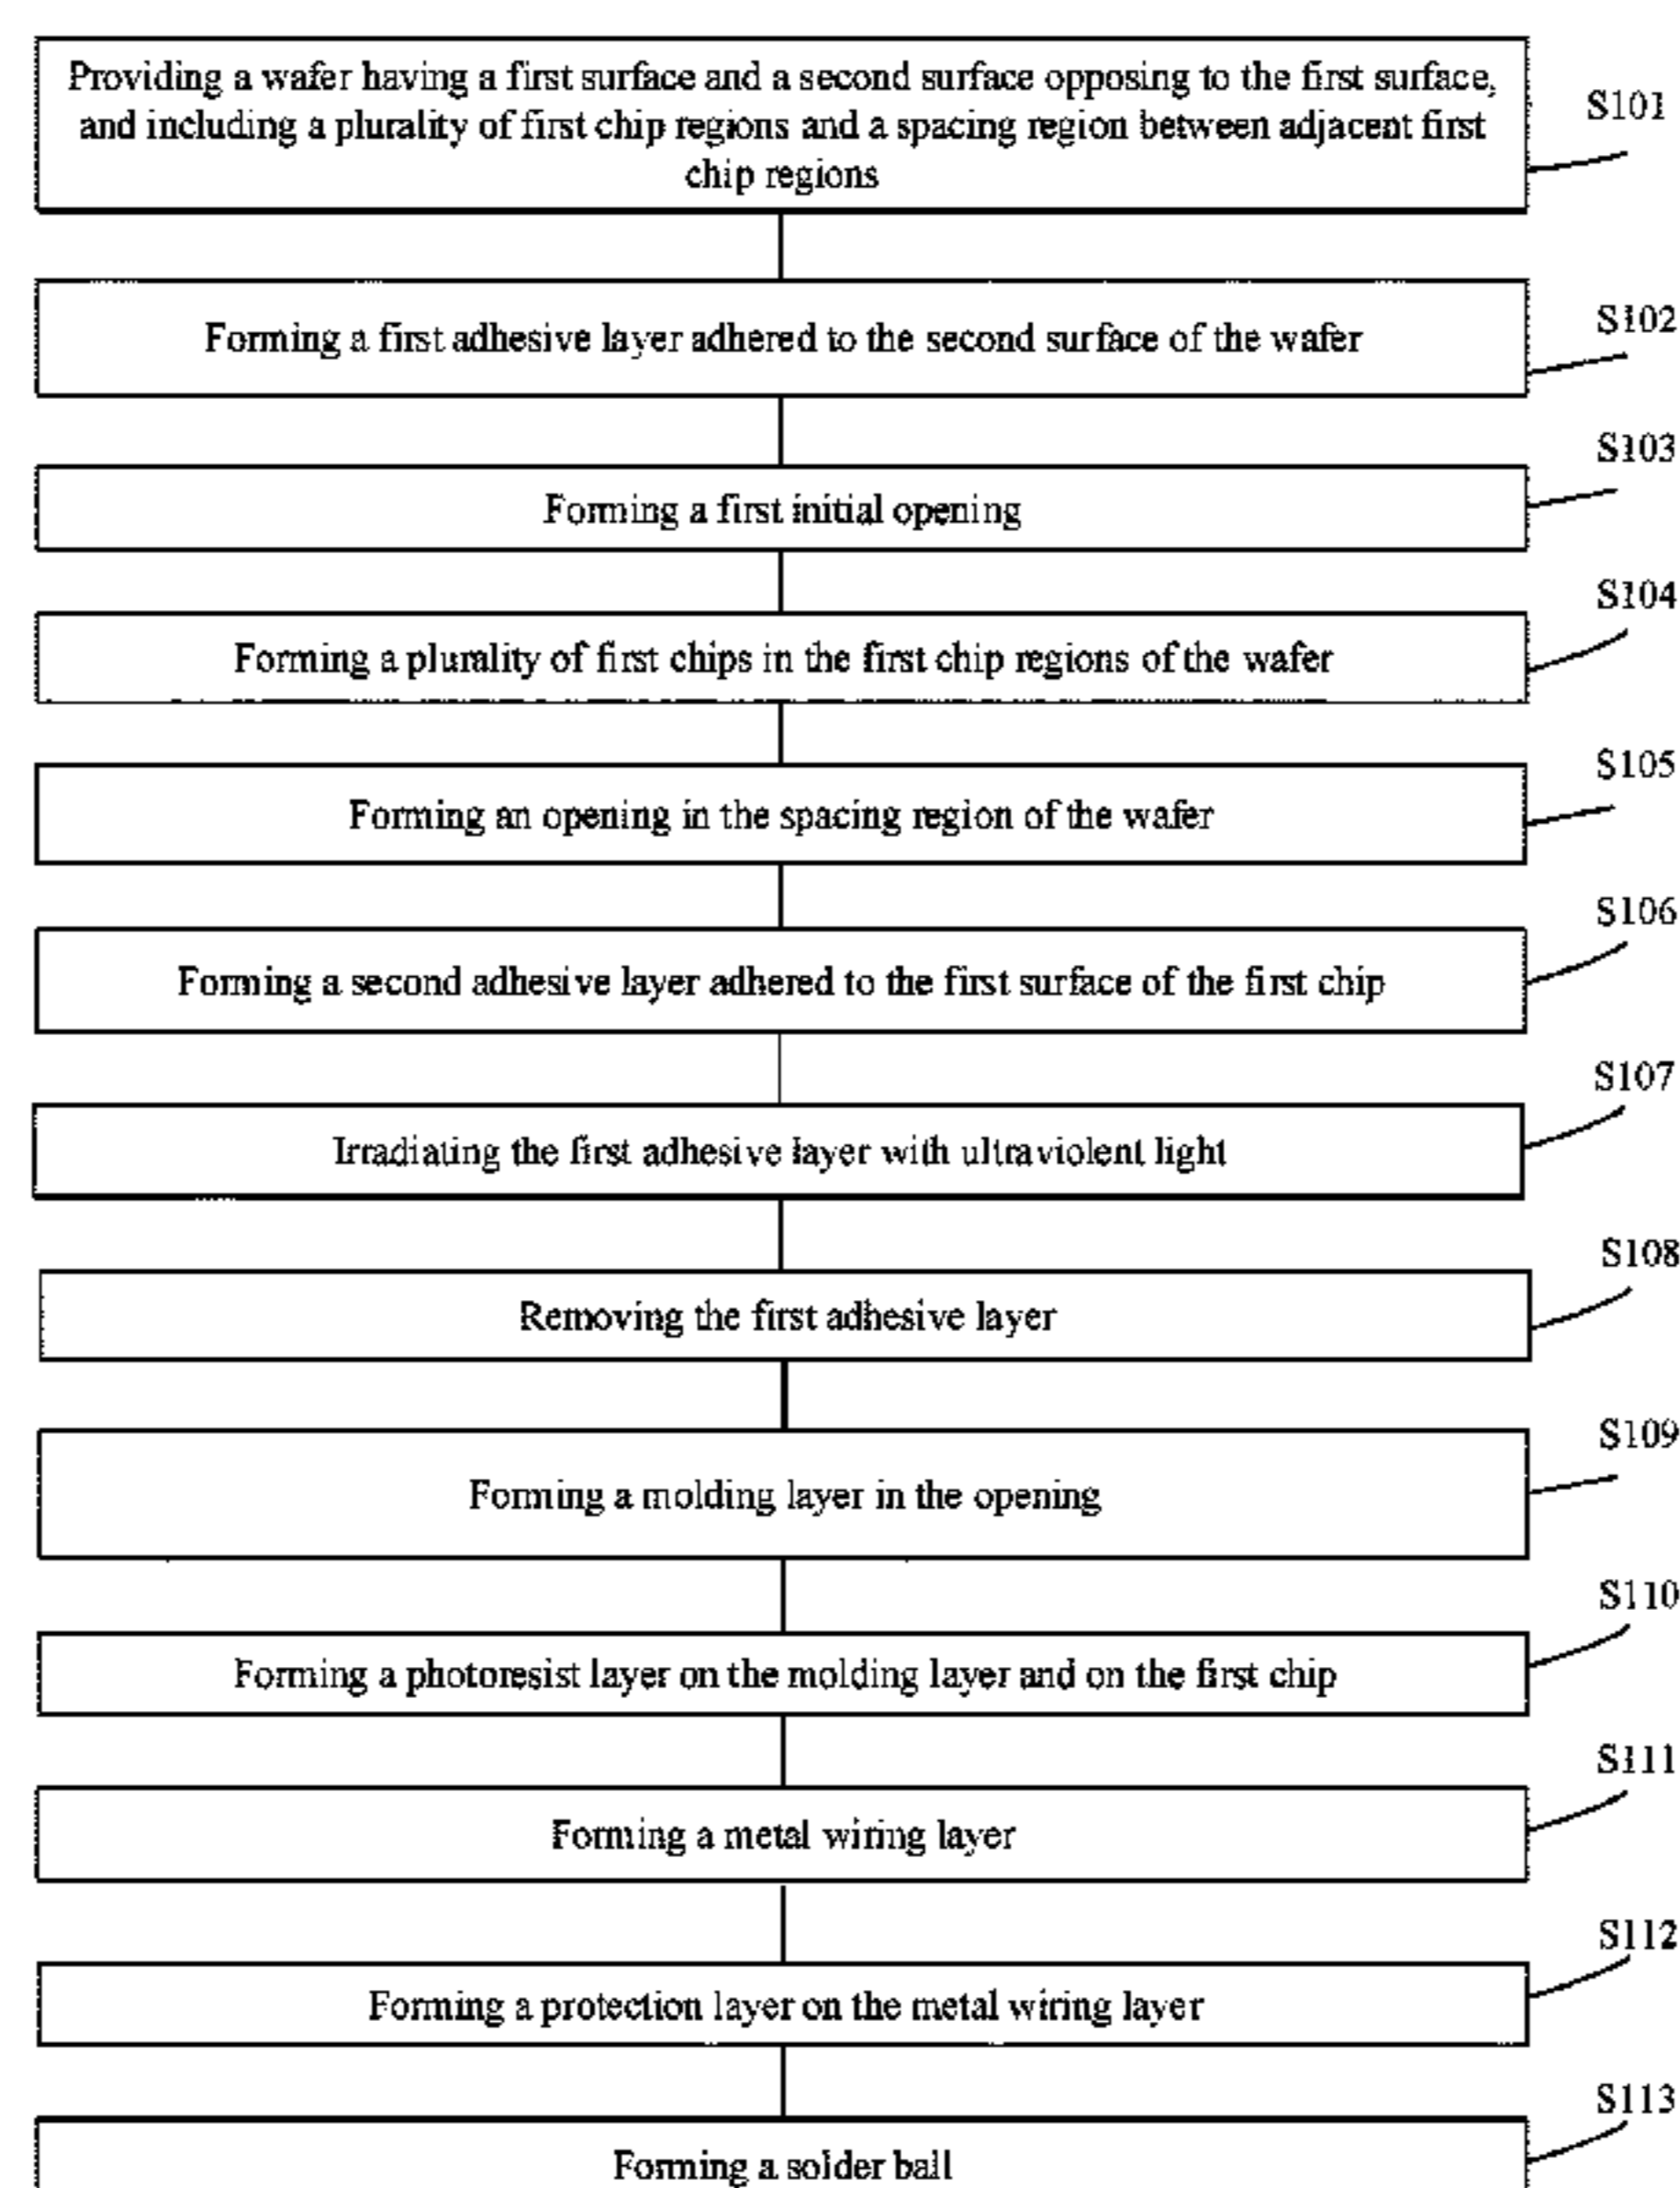 Providing a wafer having a first surface and a second surface opposing to the first surface,
and including a plurality of first chip regions and a spacing region between adjacent first
chip regions
S101
Forming a first adhesive layer adhered to the second surface of the wafer
S102
Forming a first initial opening
S103
Forming a plurality of first chips in the first chip regions of the wafer
S104
Forming an opening in the spacing region of the wafer
S105
Forming a second adhesive layer adhered to the first surface of the first chip
S106
Irradiating the first adhesive layer with ultraviolent light
S107
Removing the first adhesive layer
S108
Forming a molding layer in the opening
S109
Forming a photoresist layer on the molding layer and on the first chip
S110
Forming a metal wiring layer
S111
Forming a protection layer on the metal wiring layer
S112
Forming a solder ball
S113